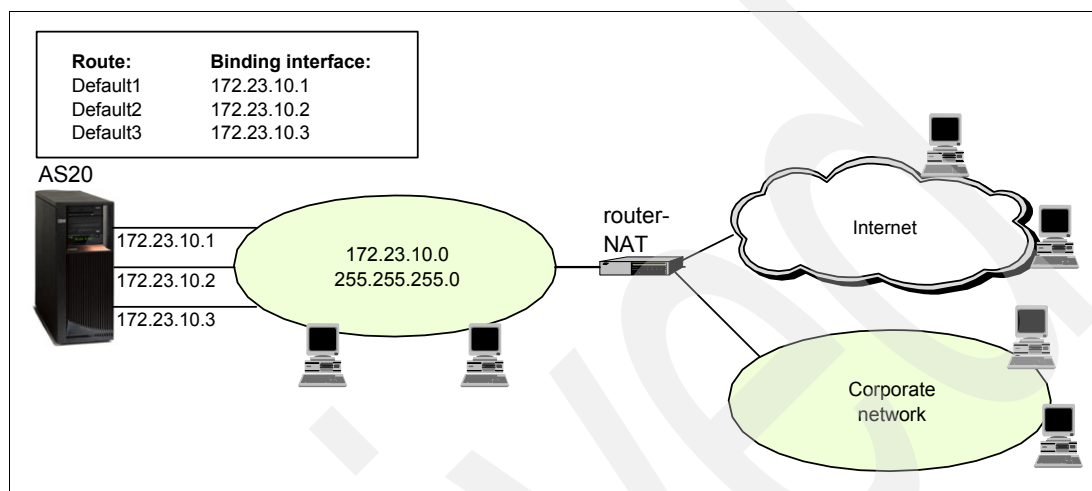 Route: Binding interface:
Default1 172.23.10.1
Default2 172.23.10.2
Default3 172.23.10.3
AS20
172.23.10.1
172.23.10.2
172.23.10.3
172.23.10.0
255.255.255.0
router-
NAT
Internet
Corporate
network